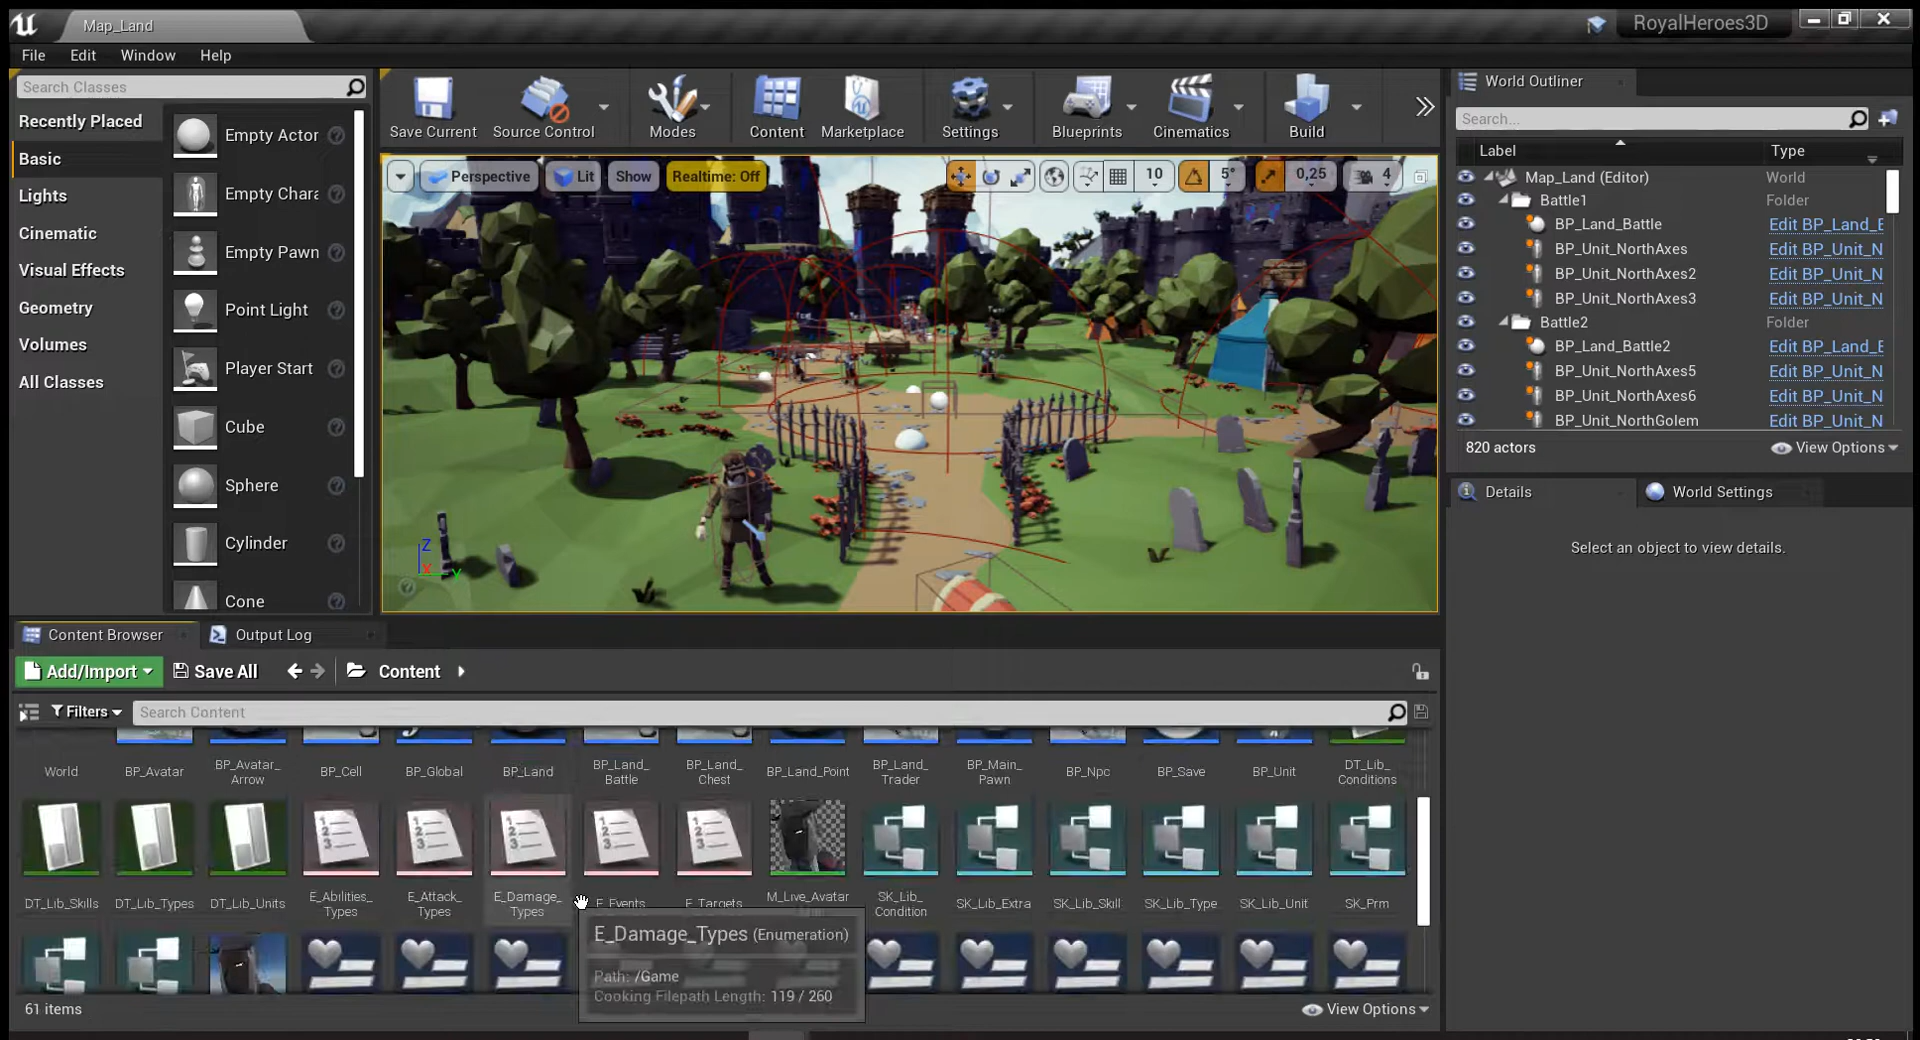 Map_Land
RoyalHeroes3D
File Edit Window Help
Search Classes
Recently Placed
Basic
Lights
Cinematic
Visual Effects
Geometry
Volumes
All Classes
Empty Actor
Empty Chara
Empty Pawn
Point Light
Player Start
Cube
Sphere
Cylinder
Cone
Save Current
Source Control
Modes
Content
Marketplace
Settings
Blueprints
Cinematics
Build
Perspective
Lit
Show
Realtime: Off
10
5°
0,25
4
Z
X
Y
World Outliner
Search...
Label Type
Map_Land (Editor) World
Battle1 Folder
BP_Land_Battle Edit BP_Land_E
BP_Unit_NorthAxes Edit BP_Unit_N
BP_Unit_NorthAxes2 Edit BP_Unit_N
BP_Unit_NorthAxes3 Edit BP_Unit_N
Battle2 Folder
BP_Land_Battle2 Edit BP_Land_E
BP_Unit_NorthAxes5 Edit BP_Unit_N
BP_Unit_NorthAxes6 Edit BP_Unit_N
BP_Unit_NorthGolem Edit BP_Unit_N
820 actors
View Options
Details
World Settings
Select an object to view details.
Content Browser
Output Log
Add/Import
Save All
Content
Filters
Search Content
World
BP_Avatar
BP_Avatar_
Arrow
BP_Cell
BP_Global
BP_Land
BP_Land_
Battle
BP_Land_
Chest
BP_Land_Point
BP_Land_
Trader
BP_Main_
Pawn
BP_Npc
BP_Save
BP_Unit
DT_Lib_
Conditions
DT_Lib_Skills
DT_Lib_Types
DT_Lib_Units
E_Abilities_
Types
E_Attack_
Types
E_Damage_
Types
E_Events
E_Targets
M_Live_Avatar
SK_Lib_
Condition
SK_Lib_Extra
SK_Lib_Skill
SK_Lib_Type
SK_Lib_Unit
SK_Prm
E_Damage_Types (Enumeration)
Path: /Game
Cooking Filepath Length: 119 / 260
61 items
View Options